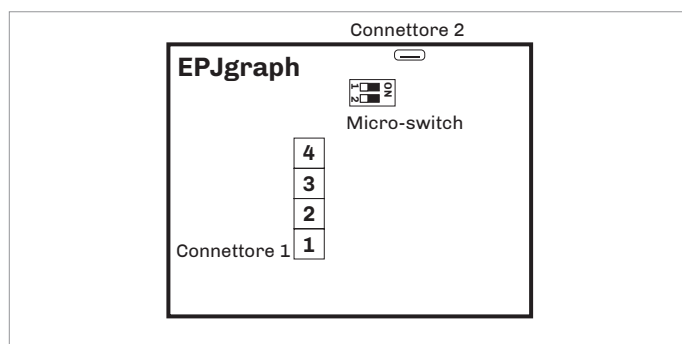 Connettore 2
EPJgraph
1 2 ON
Micro-switch
4
3
2
Connettore 1 1